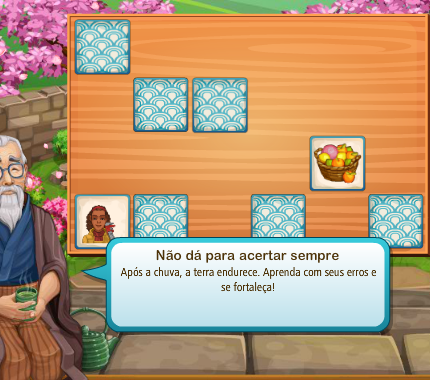 Não dá para acertar sempre
Após a chuva, a terra endurece. Aprenda com seus erros e
se fortaleça!